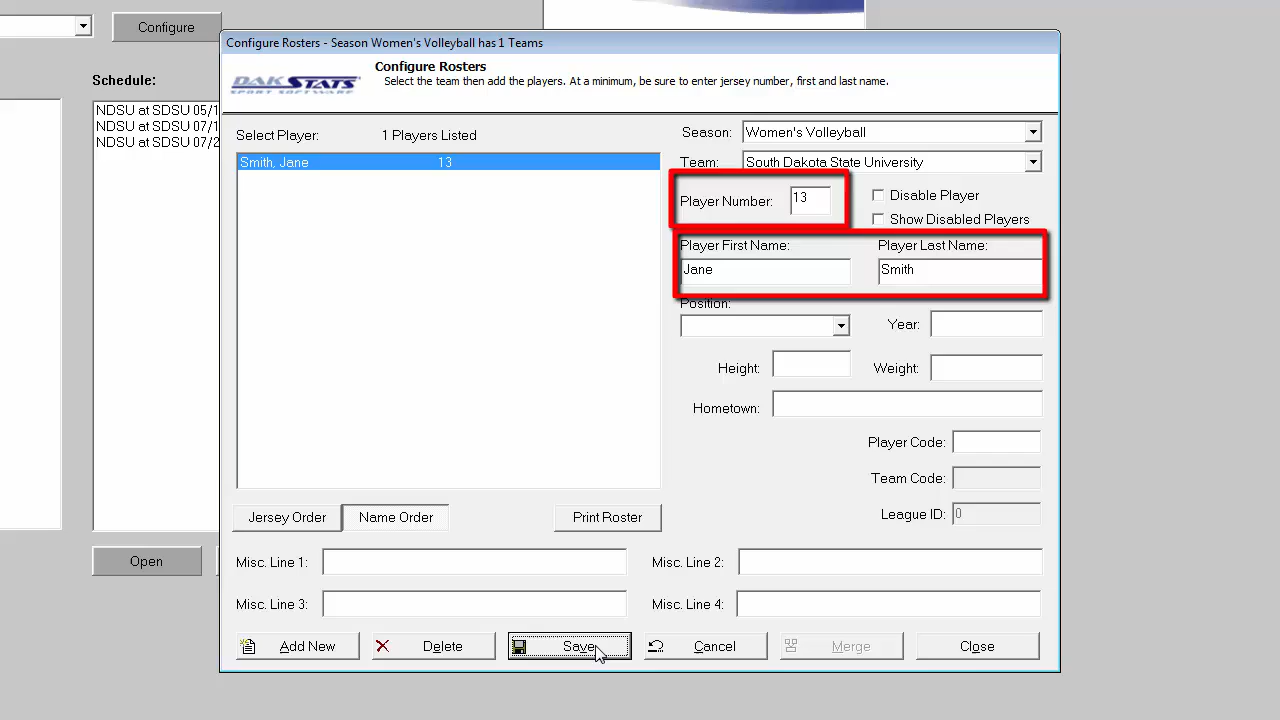 Configure
Schedule:
NDSU at SDSU 05/1
NDSU at SDSU 07/1
NDSU at SDSU 07/2
Open
Configure Rosters - Season Women's Volleyball has 1 Teams
DAKSTATS
SPORT SOFTWARE
Configure Rosters
Select the team then add the players. At a minimum, be sure to enter player number, first and last name.
Select Player: 1 Players Listed
Smith, Jane 13
Season: Women's Volleyball
Team: South Dakota State University
Player Number: 13
Disable Player
Show Disabled Players
Player First Name: Player Last Name:
Jane Smith
Position:
Year:
Height: Weight:
Hometown:
Player Code:
Team Code:
League ID: 0
Jersey Order Name Order Print Roster
Misc. Line 1: Misc. Line 2:
Misc. Line 3: Misc. Line 4:
Add New Delete Save Cancel Merge Close